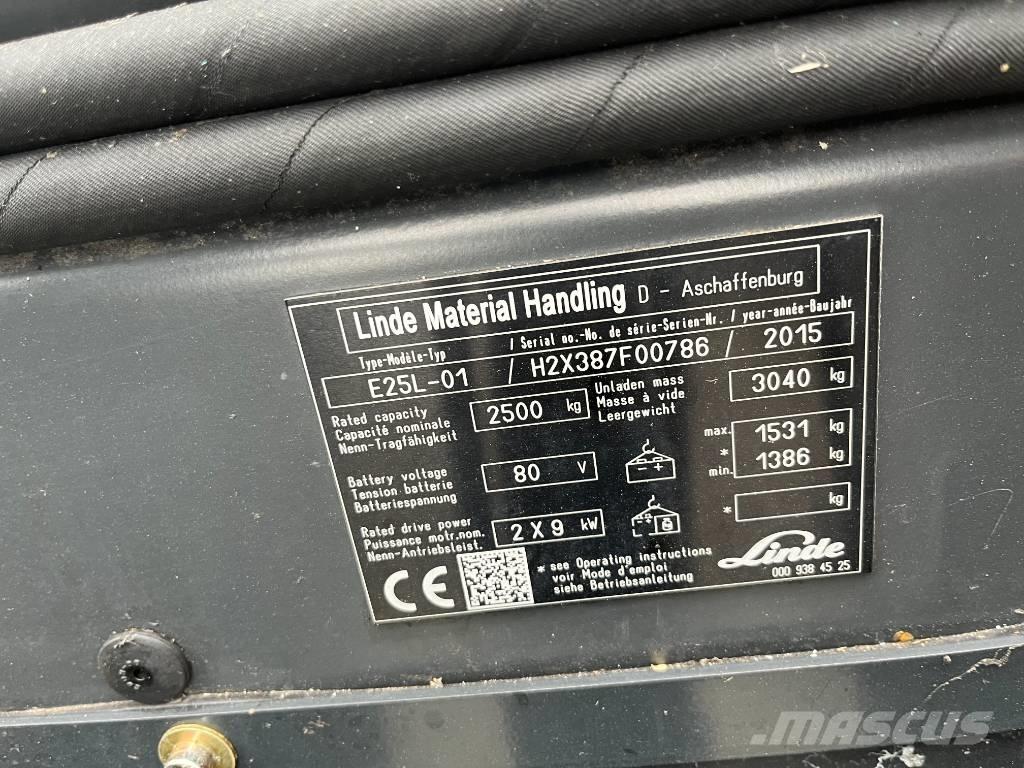 Linde Material Handling D - Aschaffenburg
Type-Modèle-Typ / Serial no.-No. de série-Serien-Nr. / year-année-Baujahr
E25L-01 / H2X387F00786 / 2015
Rated capacity
Capacité nominale
Nenn-Tragfähigkeit
2500 kg
Unladen mass
Masse à vide
Leergewicht
3040 kg
Battery voltage
Tension batterie
Batteriespannung
80 V
- +
max. 1531 kg
*
min. 1386 kg
Rated drive power
Puissance motr.nom.
Nenn-Antriebsleist.
2 X 9 kW
- +
* kg
CE
* see Operating instructions
voir Mode d'emploi
siehe Betriebsanleitung
Linde
000 938 45 25
MASCUS